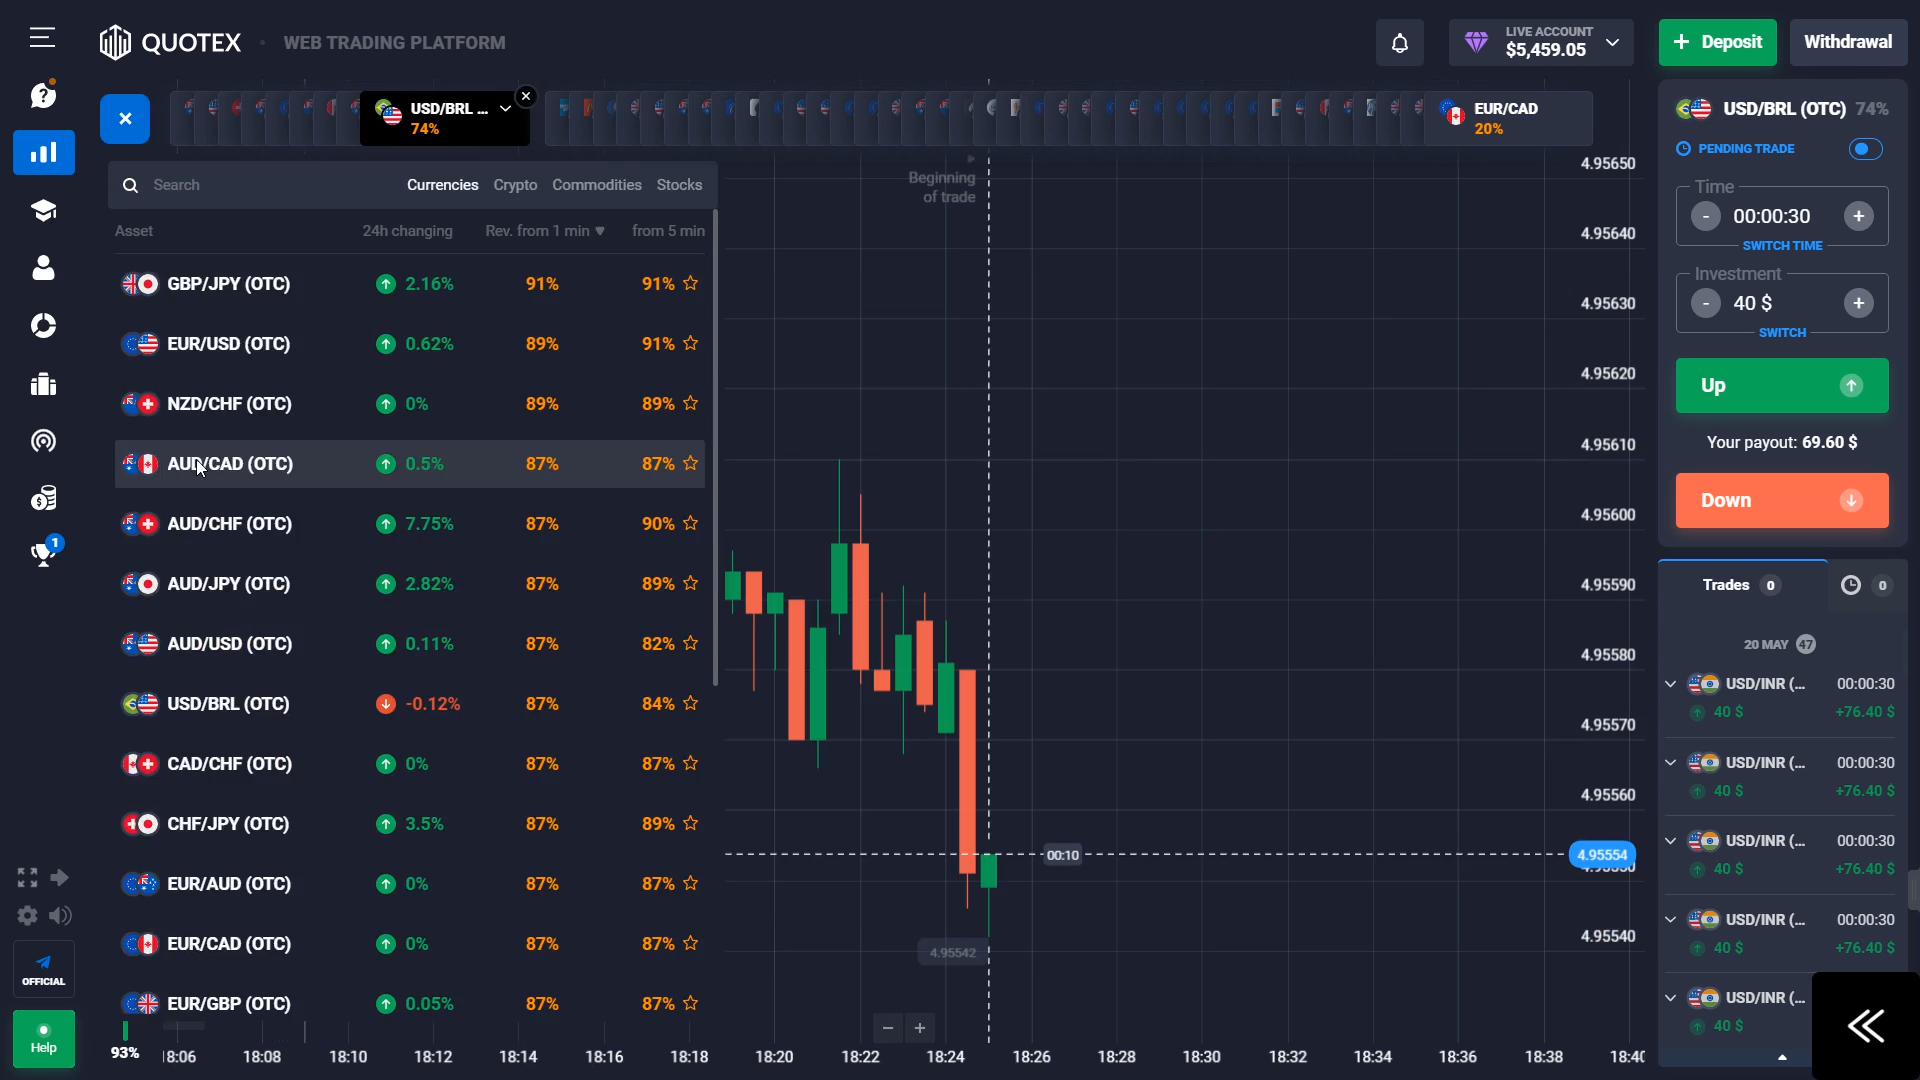 QUOTEX
WEB TRADING PLATFORM
LIVE ACCOUNT
$5,459.05
+ Deposit
Withdrawal
USD/BRL ...
74%
EUR/CAD
20%
USD/BRL (OTC) 74%
PENDING TRADE
Time
- 00:00:30 +
SWITCH TIME
Investment
- 40 $ +
SWITCH
Up
Your payout: 69.60 $
Down
Search
Currencies Crypto Commodities Stocks
Asset 24h changing Rev. from 1 min ▼ from 5 min
GBP/JPY (OTC) 2.16% 91% 91%
EUR/USD (OTC) 0.62% 89% 91%
NZD/CHF (OTC) 0% 89% 89%
AUD/CAD (OTC) 0.5% 87% 87%
AUD/CHF (OTC) 7.75% 87% 90%
AUD/JPY (OTC) 2.82% 87% 89%
AUD/USD (OTC) 0.11% 87% 82%
USD/BRL (OTC) -0.12% 87% 84%
CAD/CHF (OTC) 0% 87% 87%
CHF/JPY (OTC) 3.5% 87% 89%
EUR/AUD (OTC) 0% 87% 87%
EUR/CAD (OTC) 0% 87% 87%
EUR/GBP (OTC) 0.05% 87% 87%
Beginning
of trade
4.95650
4.95640
4.95630
4.95620
4.95610
4.95600
4.95590
4.95580
4.95570
4.95560
00:10
4.95554
4.95542
4.95540
Trades 0
0
20 MAY 47
USD/INR (... 00:00:30
40 $ +76.40 $
USD/INR (... 00:00:30
40 $ +76.40 $
USD/INR (... 00:00:30
40 $ +76.40 $
USD/INR (... 00:00:30
40 $ +76.40 $
USD/INR (...
40 $
1
OFFICIAL
Help
93%
18:06 18:08 18:10 18:12 18:14 18:16 18:18 18:20 18:22 18:24 18:26 18:28 18:30 18:32 18:34 18:36 18:38 18:40